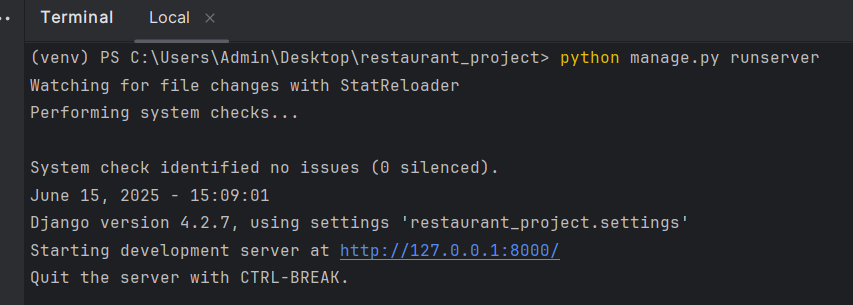 Terminal Local ×
(venv) PS C:\Users\Admin\Desktop\restaurant_project> python manage.py runserver
Watching for file changes with StatReloader
Performing system checks...
System check identified no issues (0 silenced).
June 15, 2025 - 15:09:01
Django version 4.2.7, using settings 'restaurant_project.settings'
Starting development server at http://127.0.0.1:8000/
Quit the server with CTRL-BREAK.